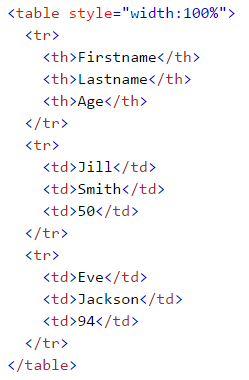 <table style="width:100%">
  <tr>
    <th>Firstname</th>
    <th>Lastname</th>
    <th>Age</th>
  </tr>
  <tr>
    <td>Jill</td>
    <td>Smith</td>
    <td>50</td>
  </tr>
  <tr>
    <td>Eve</td>
    <td>Jackson</td>
    <td>94</td>
  </tr>
</table>